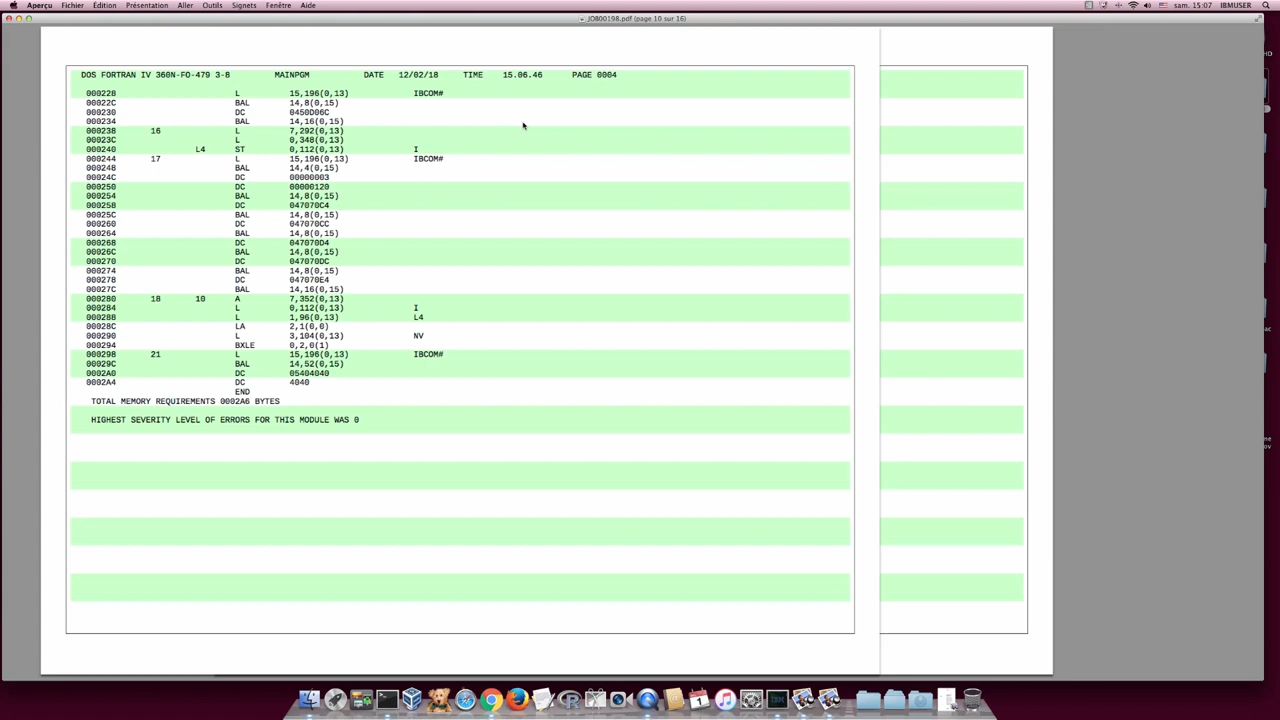 Aperçu Fichier Édition Présentation Aller Outils Signets Fenêtre Aide sam. 15:07 IBMUSER
JOB00198.pdf (page 10 sur 16)
DOS FORTRAN IV 360N-FO-479 3-8 MAINPGM DATE 12/02/18 TIME 15.06.46 PAGE 0004
000228 L 15,196(0,13) IBCOM#
00022C BAL 14,8(0,15)
000230 DC 0450D06C
000234 BAL 14,16(0,15)
000238 16 L 7,292(0,13)
00023C L 0,348(0,13)
000240 L4 ST 0,112(0,13) I
000244 17 L 15,196(0,13) IBCOM#
000248 BAL 14,4(0,15)
00024C DC 00000003
000250 DC 00000120
000254 BAL 14,8(0,15)
000258 DC 047070C4
00025C BAL 14,8(0,15)
000260 DC 047070CC
000264 BAL 14,8(0,15)
000268 DC 047070D4
00026C BAL 14,8(0,15)
000270 DC 047070DC
000274 BAL 14,8(0,15)
000278 DC 047070E4
00027C BAL 14,16(0,15)
000280 18 10 A 7,352(0,13)
000284 L 0,112(0,13) I
000288 L 1,96(0,13) L4
00028C LA 2,1(0,0)
000290 L 3,104(0,13) NV
000294 BXLE 0,2,0(1)
000298 21 L 15,196(0,13) IBCOM#
00029C BAL 14,52(0,15)
0002A0 DC 05404040
0002A4 DC 4040
END
TOTAL MEMORY REQUIREMENTS 0002A6 BYTES
HIGHEST SEVERITY LEVEL OF ERRORS FOR THIS MODULE WAS 0